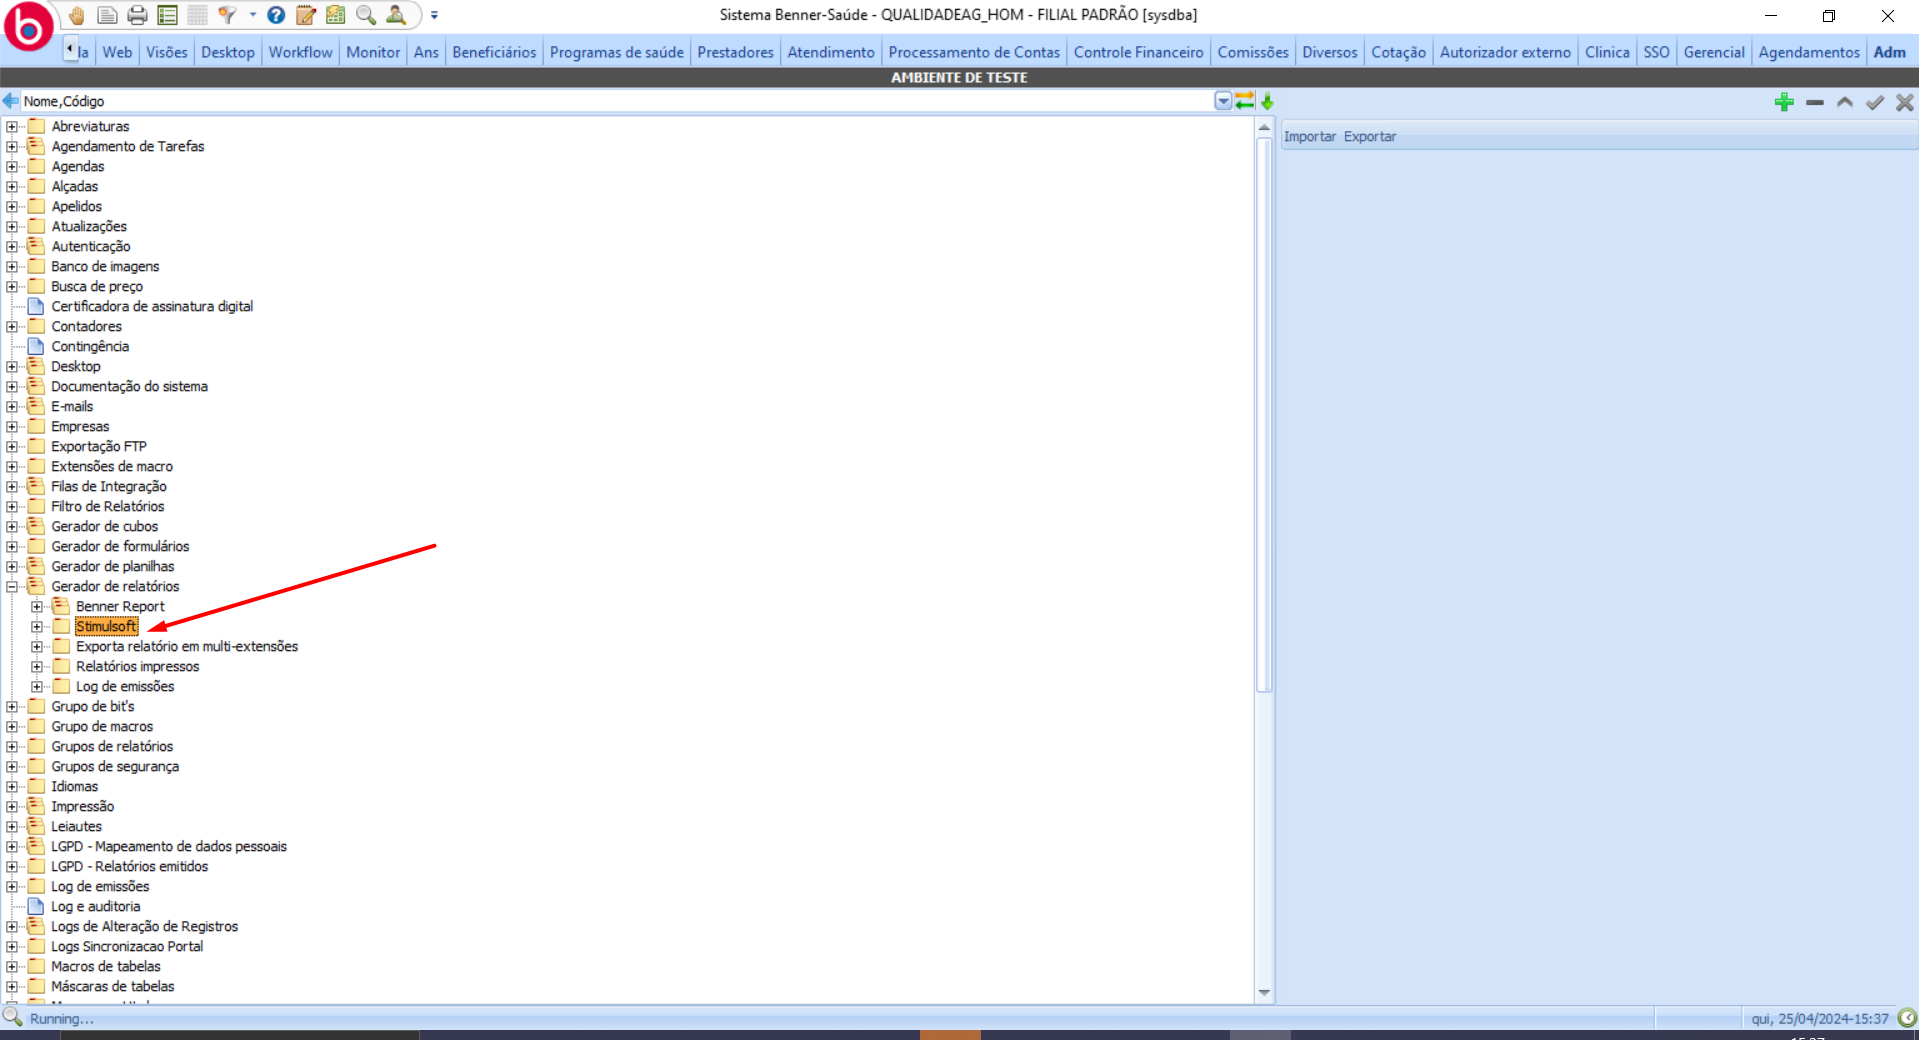 b
Sistema Benner-Saúde - QUALIDADEAG_HOM - FILIAL PADRÃO [sysdba]
la Web Visões Desktop Workflow Monitor Ans Beneficiários Programas de saúde Prestadores Atendimento Processamento de Contas Controle Financeiro Comissões Diversos Cotação Autorizador externo Clinica SSO Gerencial Agendamentos Adm
AMBIENTE DE TESTE
Nome,Código
Importar Exportar
Abreviaturas
Agendamento de Tarefas
Agendas
Alçadas
Apelidos
Atualizações
Autenticação
Banco de imagens
Busca de preço
Certificadora de assinatura digital
Contadores
Contingência
Desktop
Documentação do sistema
E-mails
Empresas
Exportação FTP
Extensões de macro
Filas de Integração
Filtro de Relatórios
Gerador de cubos
Gerador de formulários
Gerador de planilhas
Gerador de relatórios
Benner Report
Stimulsoft
Exporta relatório em multi-extensões
Relatórios impressos
Log de emissões
Grupo de bit's
Grupo de macros
Grupos de relatórios
Grupos de segurança
Idiomas
Impressão
Leiautes
LGPD - Mapeamento de dados pessoais
LGPD - Relatórios emitidos
Log de emissões
Log e auditoria
Logs de Alteração de Registros
Logs Sincronizacao Portal
Macros de tabelas
Máscaras de tabelas
Running...
qui, 25/04/2024-15:37